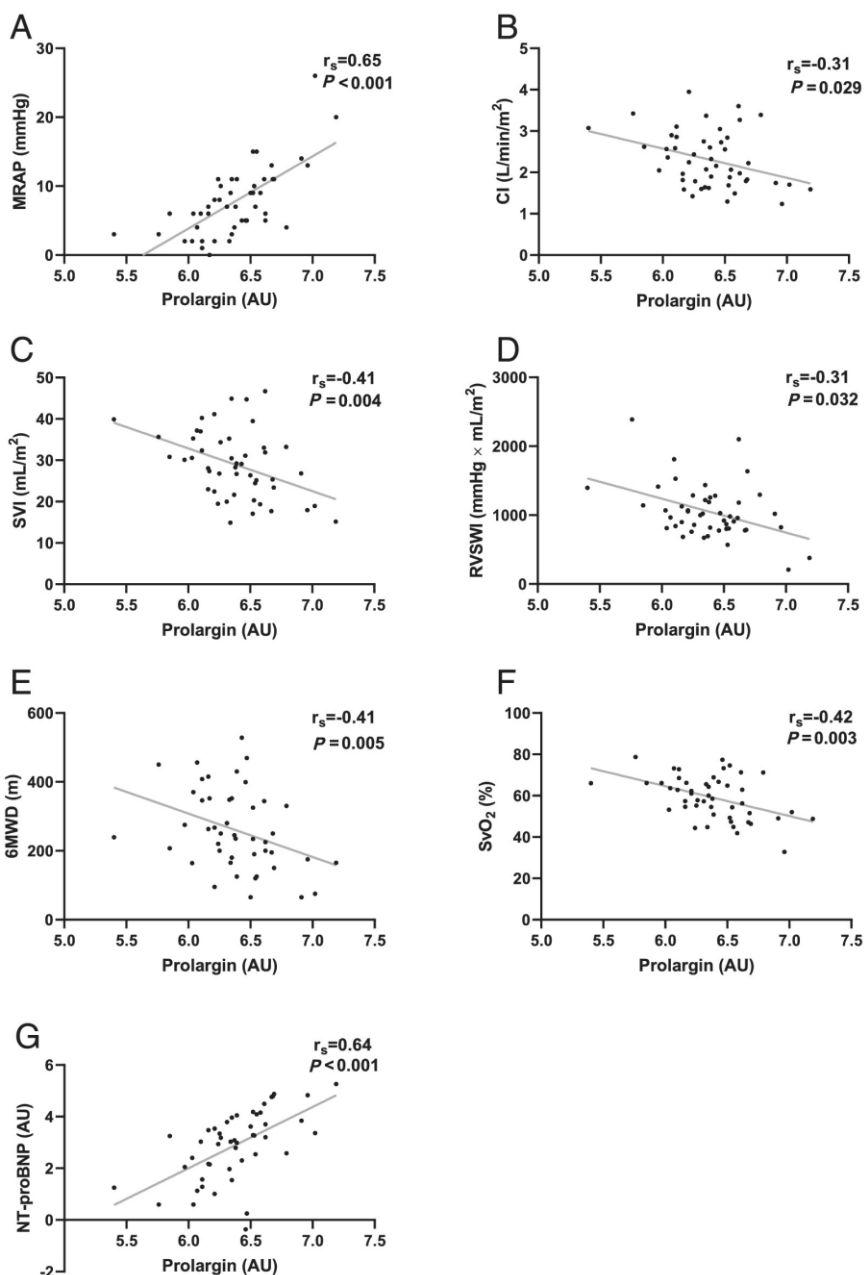 A
B
30
20
10
0
MRAP (mmHg)
rs=0.65
P<0.001
5.0 5.5 6.0 6.5 7.0 7.5
Prolargin (AU)
5
4
3
2
1
0
CI (L/min/m²)
rs=-0.31
P=0.029
5.0 5.5 6.0 6.5 7.0 7.5
Prolargin (AU)
C
D
50
40
30
20
10
0
SVI (mL/m²)
rs=-0.41
P=0.004
5.0 5.5 6.0 6.5 7.0 7.5
Prolargin (AU)
3000
2000
1000
0
RVSWI (mmHg × mL/m²)
rs=-0.31
P=0.032
5.0 5.5 6.0 6.5 7.0 7.5
Prolargin (AU)
E
F
600
400
200
0
6MWD (m)
rs=-0.41
P=0.005
5.0 5.5 6.0 6.5 7.0 7.5
Prolargin (AU)
100
80
60
40
20
0
SvO₂ (%)
rs=-0.42
P=0.003
5.0 5.5 6.0 6.5 7.0 7.5
Prolargin (AU)
G
6
4
2
0
-2
NT-proBNP (AU)
rs=0.64
P<0.001
5.5 6.0 6.5 7.0 7.5
Prolargin (AU)